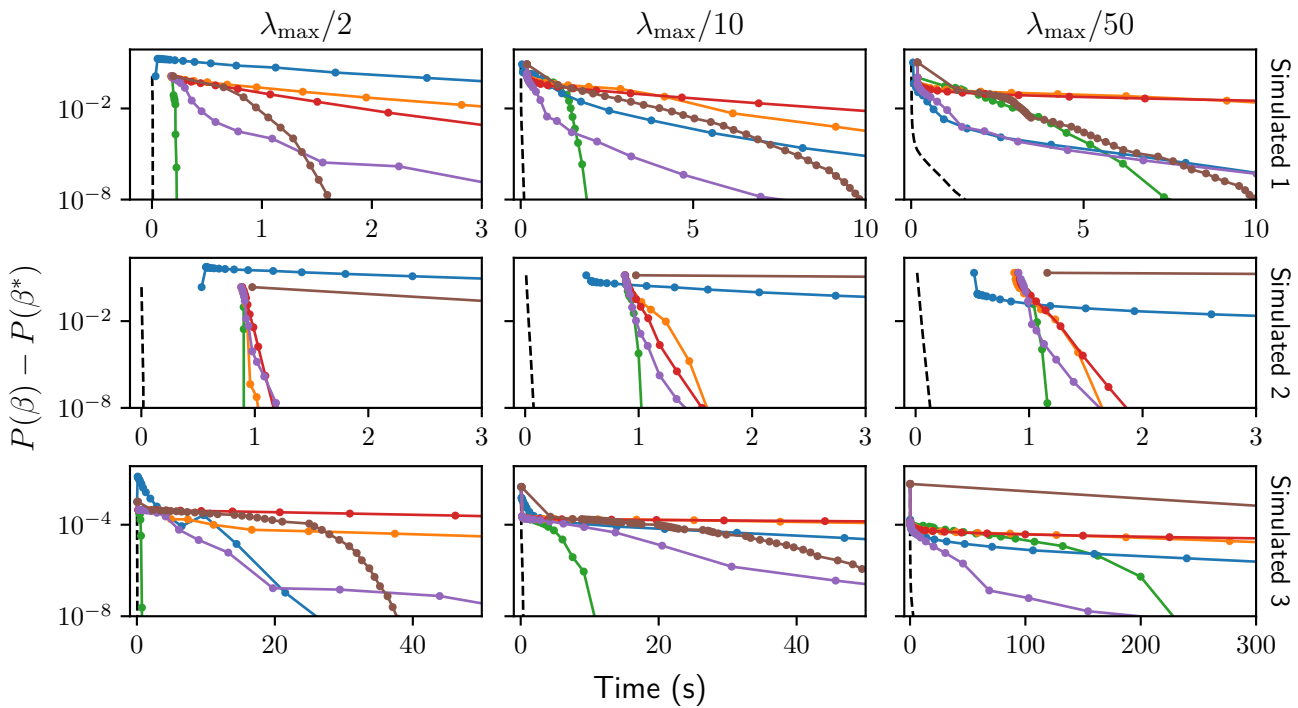 λmax/2 λmax/10 λmax/50
10−2
10−8
0 1 2 3
0 5 10
0 5 10
Simulated 1
10−2
10−8
0 1 2 3
0 1 2 3
0 1 2 3
Simulated 2
10−4
10−8
0 20 40
0 20 40
0 100 200 300
Simulated 3
P(β) − P(β*)
Time (s)